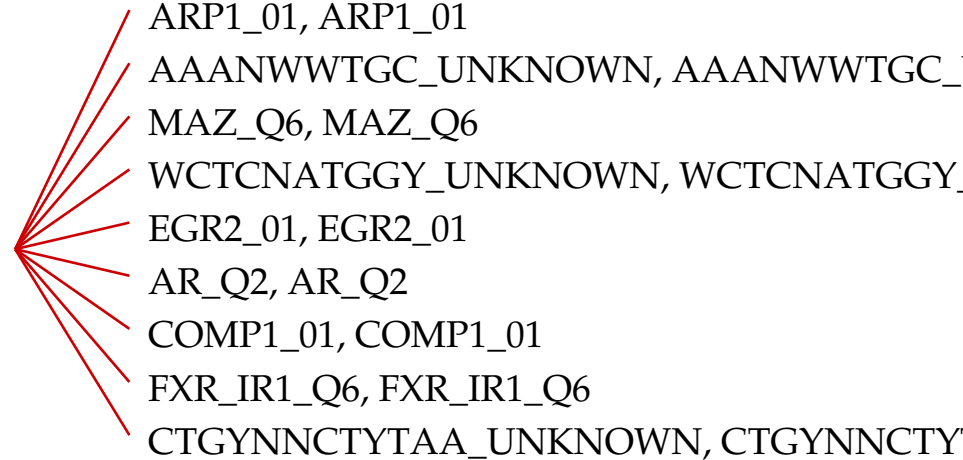 ARP1_01, ARP1_01
AAANWWTGC_UNKNOWN, AAANWWTGC_
MAZ_Q6, MAZ_Q6
WCTCNATGGY_UNKNOWN, WCTCNATGGY_
EGR2_01, EGR2_01
AR_Q2, AR_Q2
COMP1_01, COMP1_01
FXR_IR1_Q6, FXR_IR1_Q6
CTGYNNCTYTAA_UNKNOWN, CTGYNNCTY